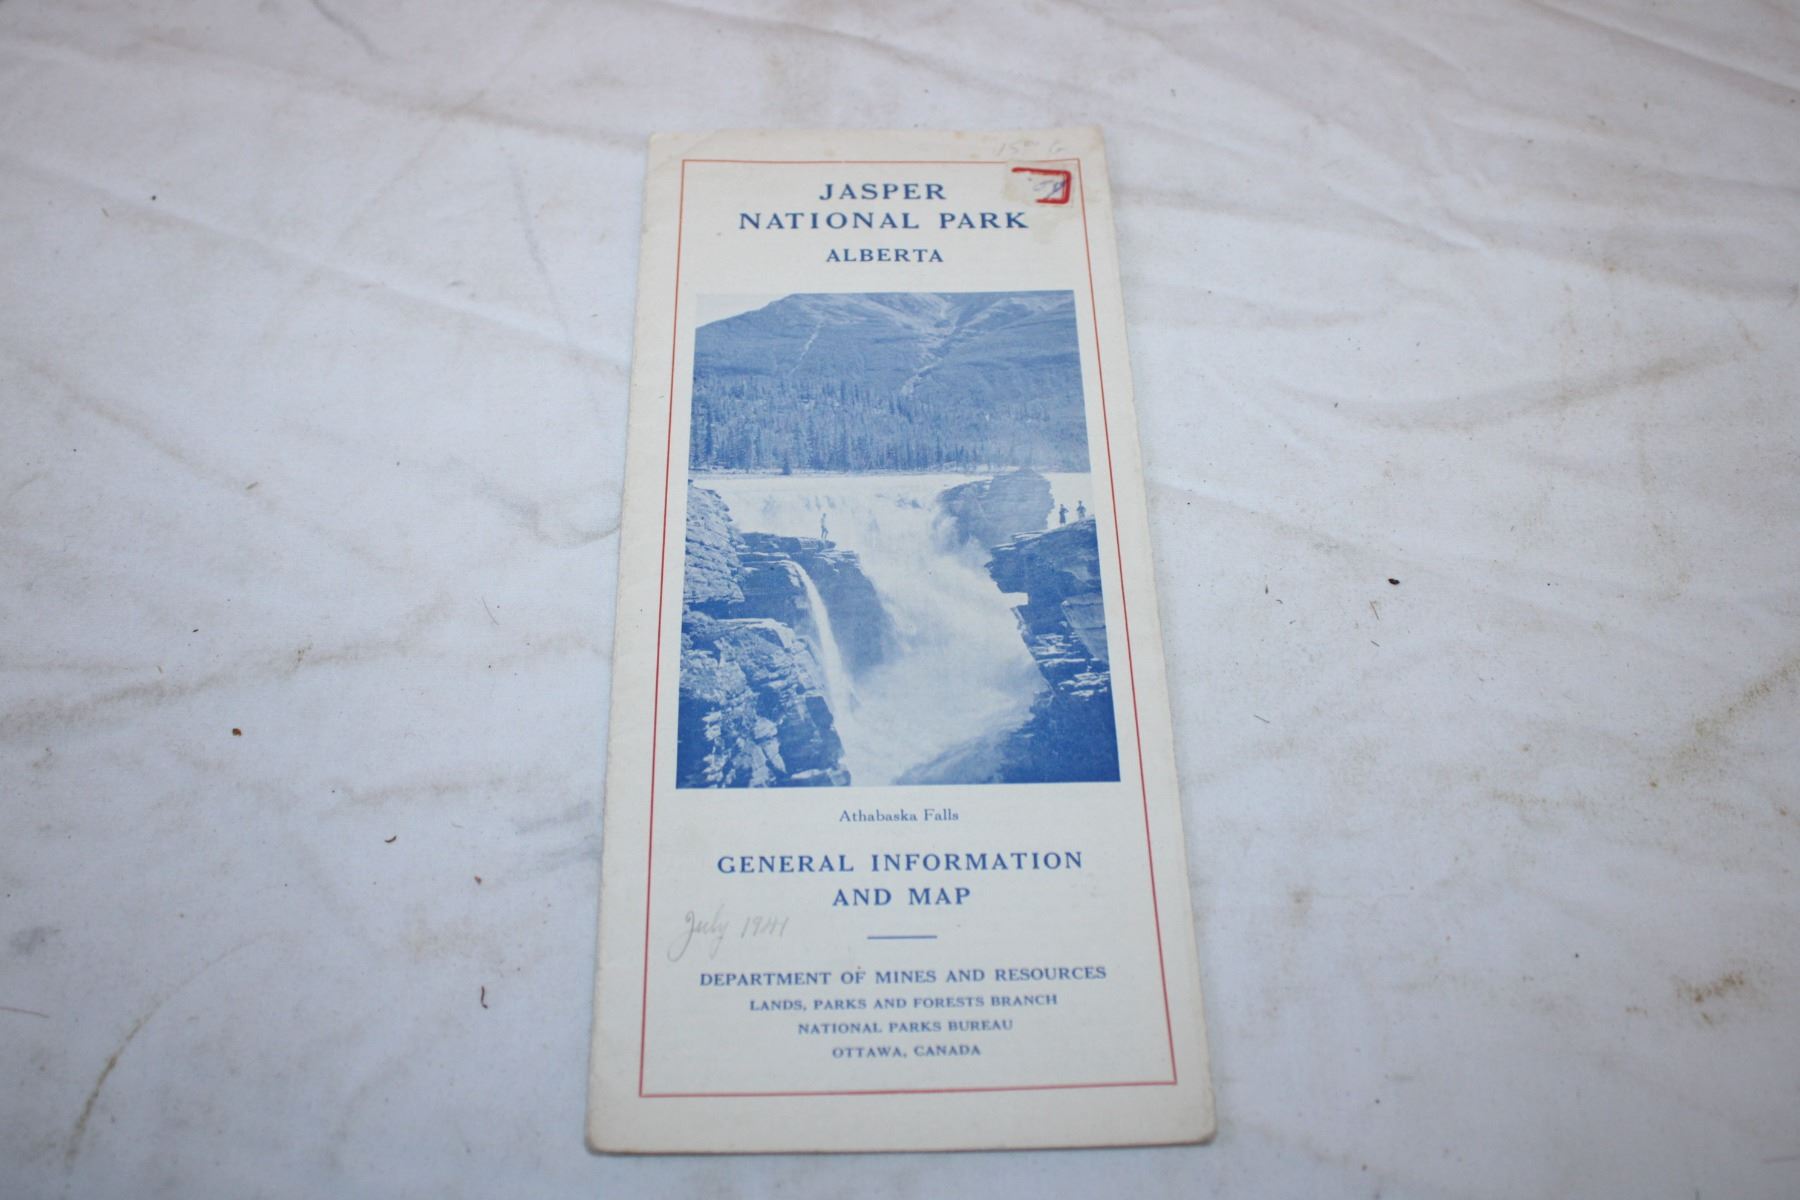 JASPER
NATIONAL PARK
ALBERTA
Athabaska Falls
GENERAL INFORMATION
AND MAP
July 1941
DEPARTMENT OF MINES AND RESOURCES
LANDS, PARKS AND FORESTS BRANCH
NATIONAL PARKS BUREAU
OTTAWA, CANADA